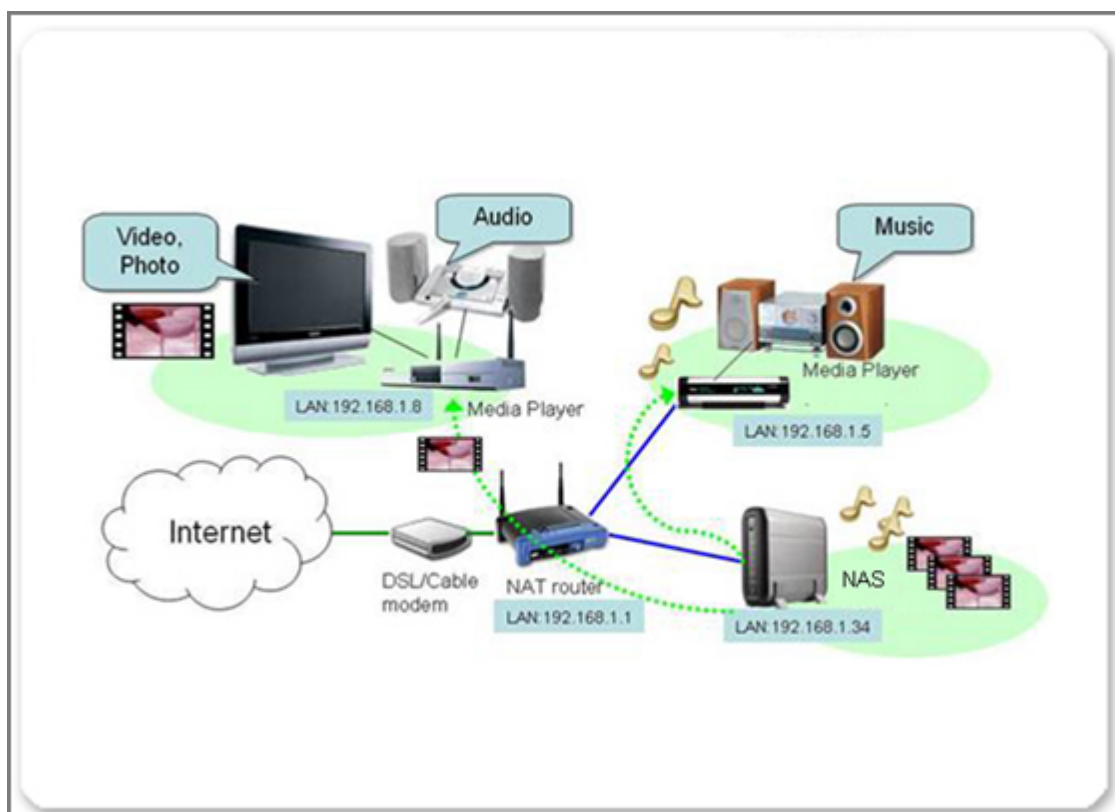 Video,
Photo
Audio
Music
LAN:192.168.1.8
Media Player
Media Player
LAN:192.168.1.5
Internet
DSL/Cable
modem
NAT router
LAN:192.168.1.1
NAS
LAN:192.168.1.34